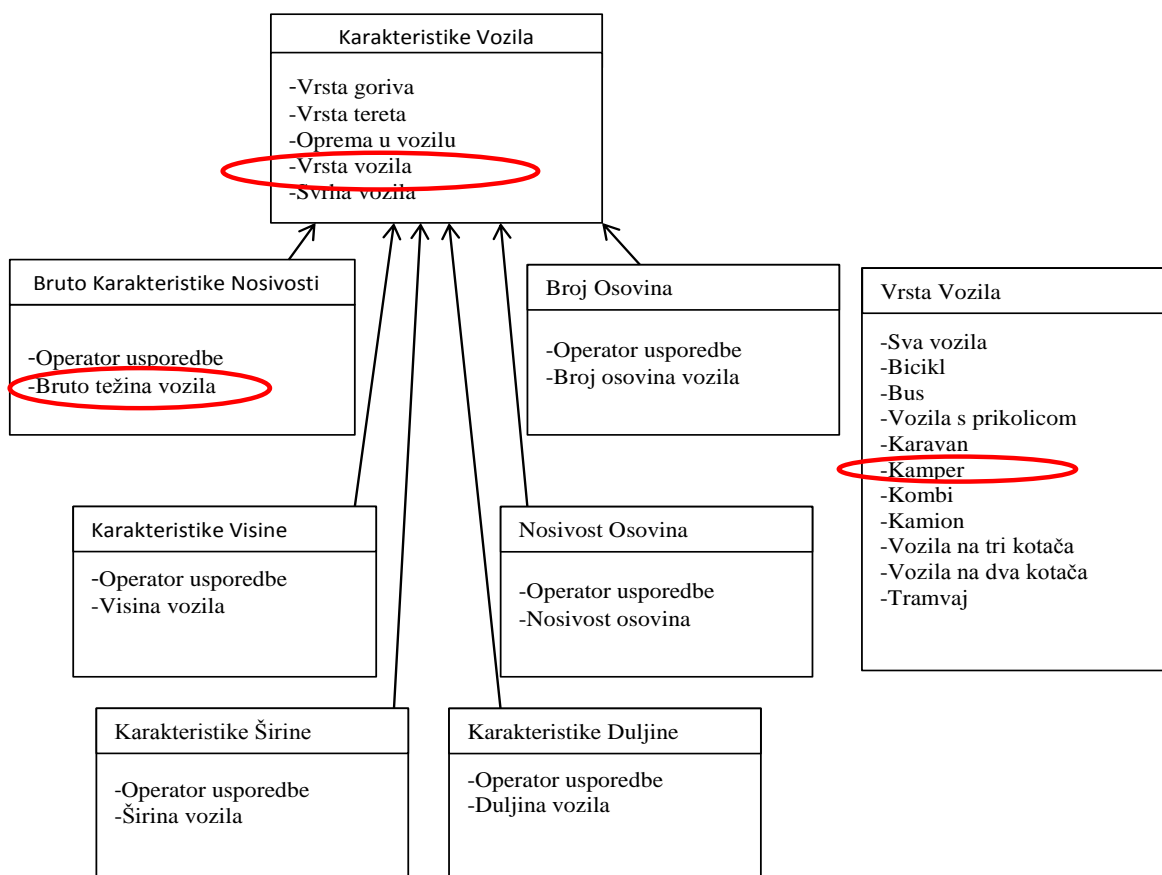 Karakteristike Vozila
-Vrsta goriva
-Vrsta tereta
-Oprema u vozilu
-Vrsta vozila
-Svrha vozila
Bruto Karakteristike Nosivosti
-Operator usporedbe
-Bruto težina vozila
Broj Osovina
-Operator usporedbe
-Broj osovina vozila
Vrsta Vozila
-Sva vozila
-Bicikl
-Bus
-Vozila s prikolicom
-Karavan
-Kamper
-Kombi
-Kamion
-Vozila na tri kotača
-Vozila na dva kotača
-Tramvaj
Karakteristike Visine
-Operator usporedbe
-Visina vozila
Nosivost Osovina
-Operator usporedbe
-Nosivost osovina
Karakteristike Širine
-Operator usporedbe
-Širina vozila
Karakteristike Duljine
-Operator usporedbe
-Duljina vozila